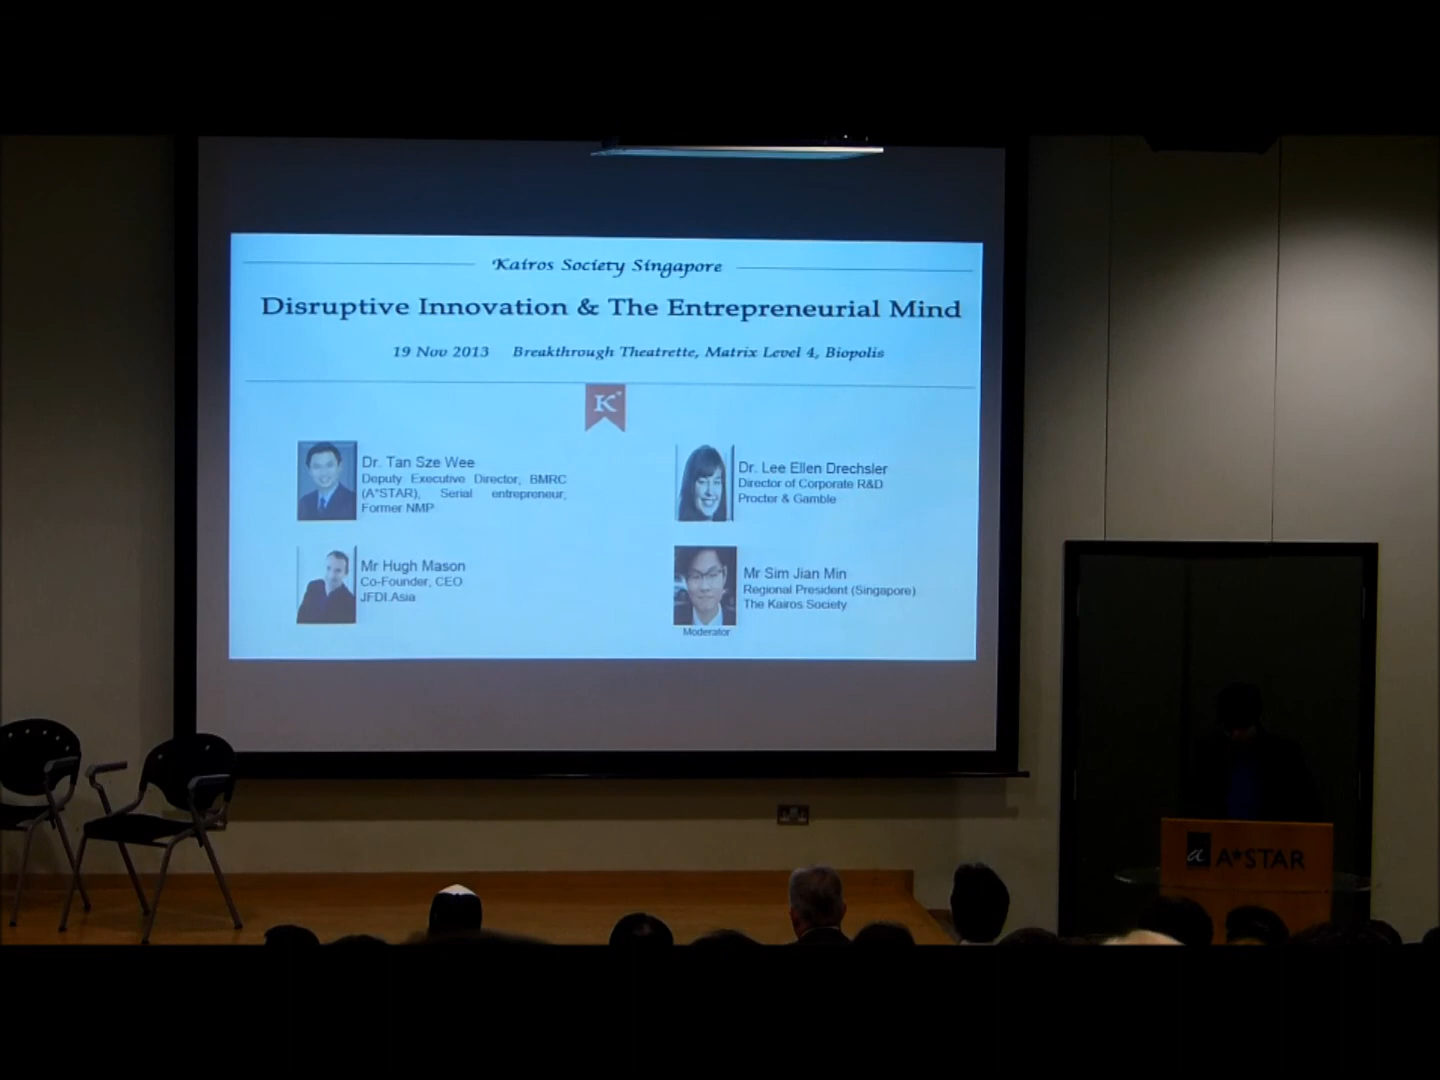 Kairos Society Singapore
Disruptive Innovation & The Entrepreneurial Mind
19 Nov 2013 Breakthrough Theatrette, Matrix Level 4, Biopolis
K
Dr. Tan Sze Wee
Deputy Executive Director, BMRC
(A*STAR), Serial entrepreneur,
Former NMP
Dr. Lee Ellen Drechsler
Director of Corporate R&D
Procter & Gamble
Mr Hugh Mason
Co-Founder, CEO
JFDI.Asia
Mr Sim Jian Min
Regional President (Singapore)
The Kairos Society
Moderator
a A*STAR